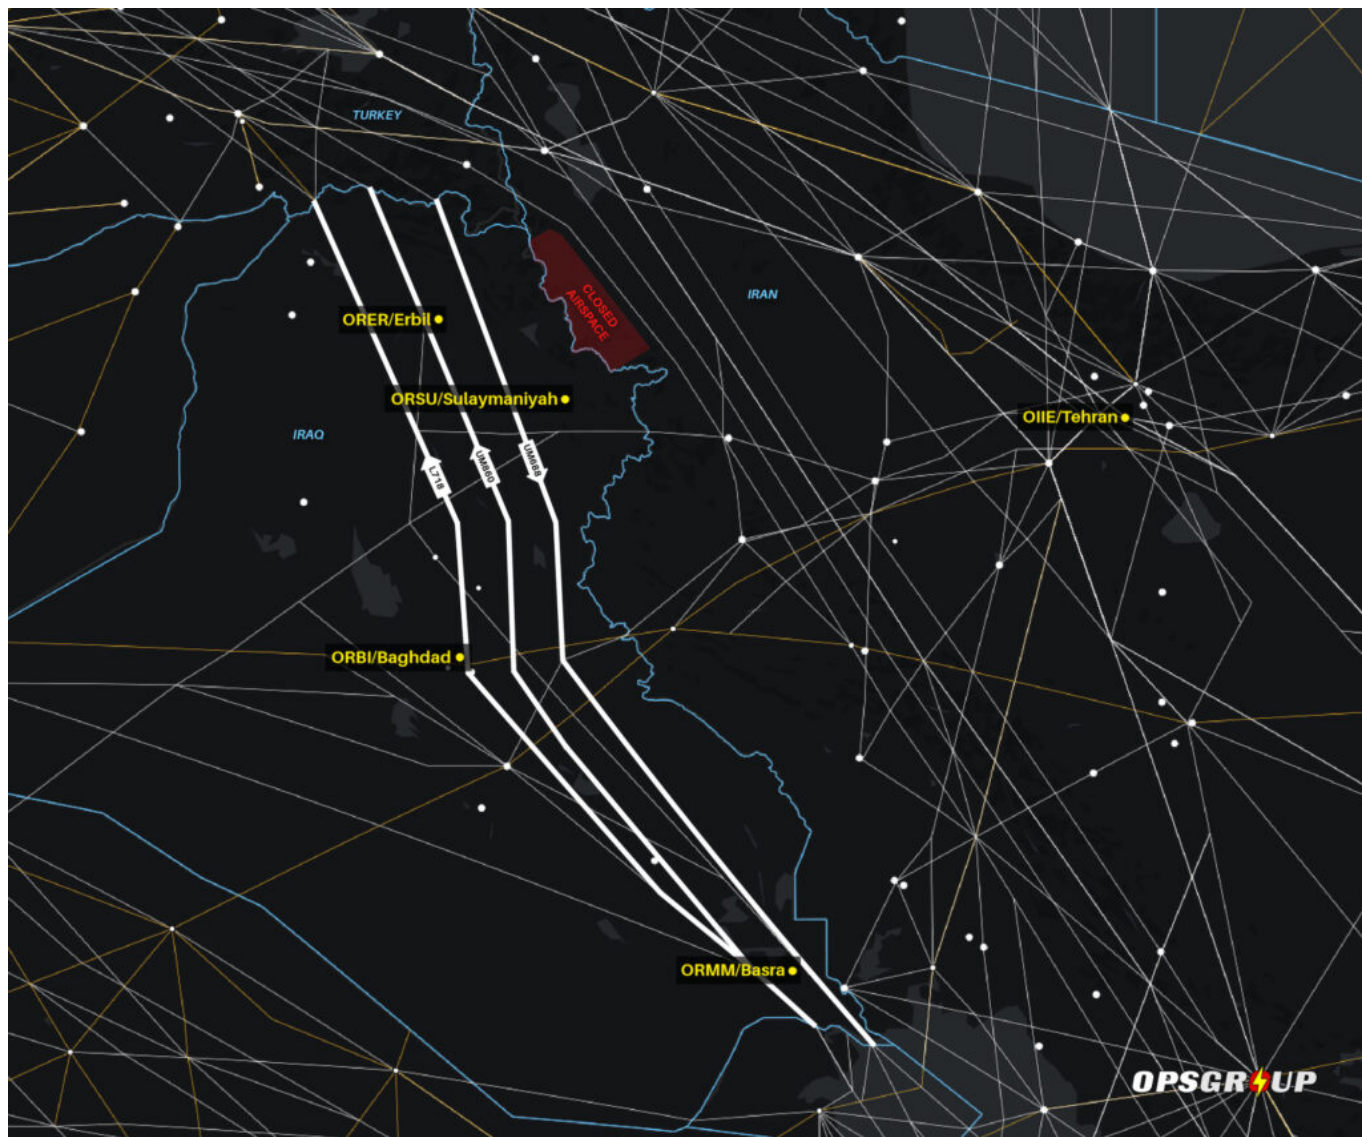 TURKEY
CLOSED
AIRSPACE
IRAN
ORER/Erbil
ORSU/Sulaymaniyah
OIIE/Tehran
IRAQ
L718
UM860
UM688
ORBI/Baghdad
ORMM/Basra
OPSGROUP